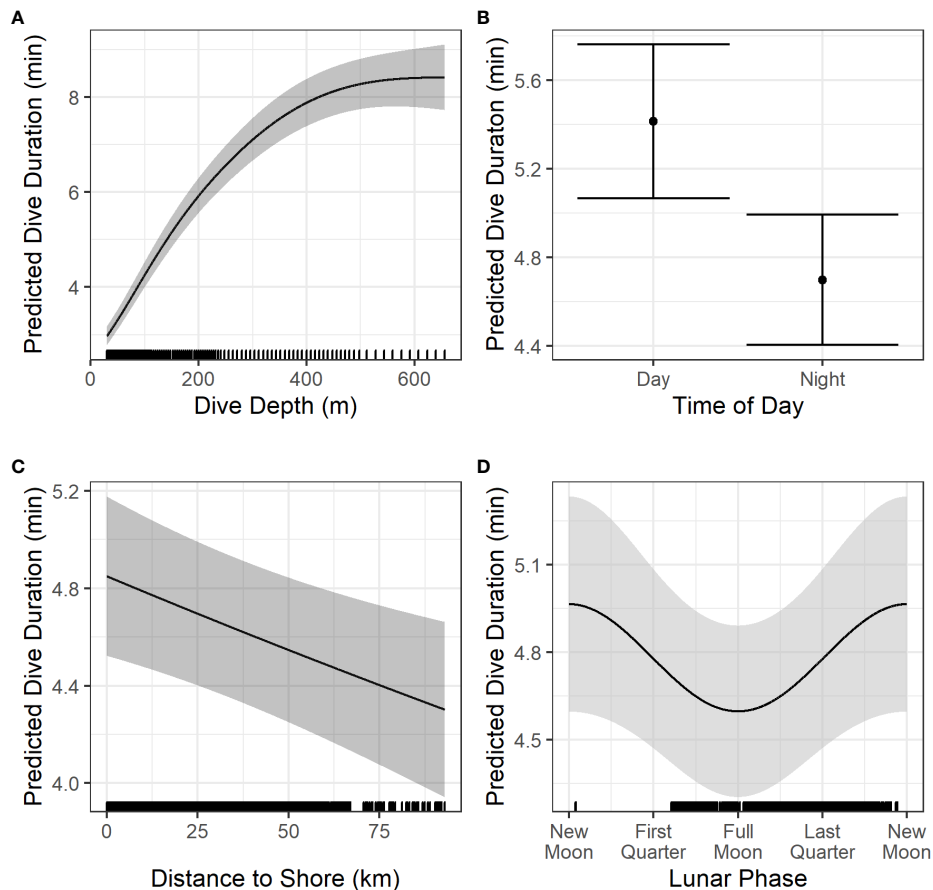 A
Predicted Dive Duration (min)
8
6
4
0 200 400 600
Dive Depth (m)
B
Predicted Dive Duraton (min)
5.6
5.2
4.8
4.4
Day Night
Time of Day
C
Predicted Dive Duration (min)
5.2
4.8
4.4
4.0
0 25 50 75
Distance to Shore (km)
D
Predicted Dive Duration (min)
5.1
4.8
4.5
New First Full Last New
Moon Quarter Moon Quarter Moon
Lunar Phase